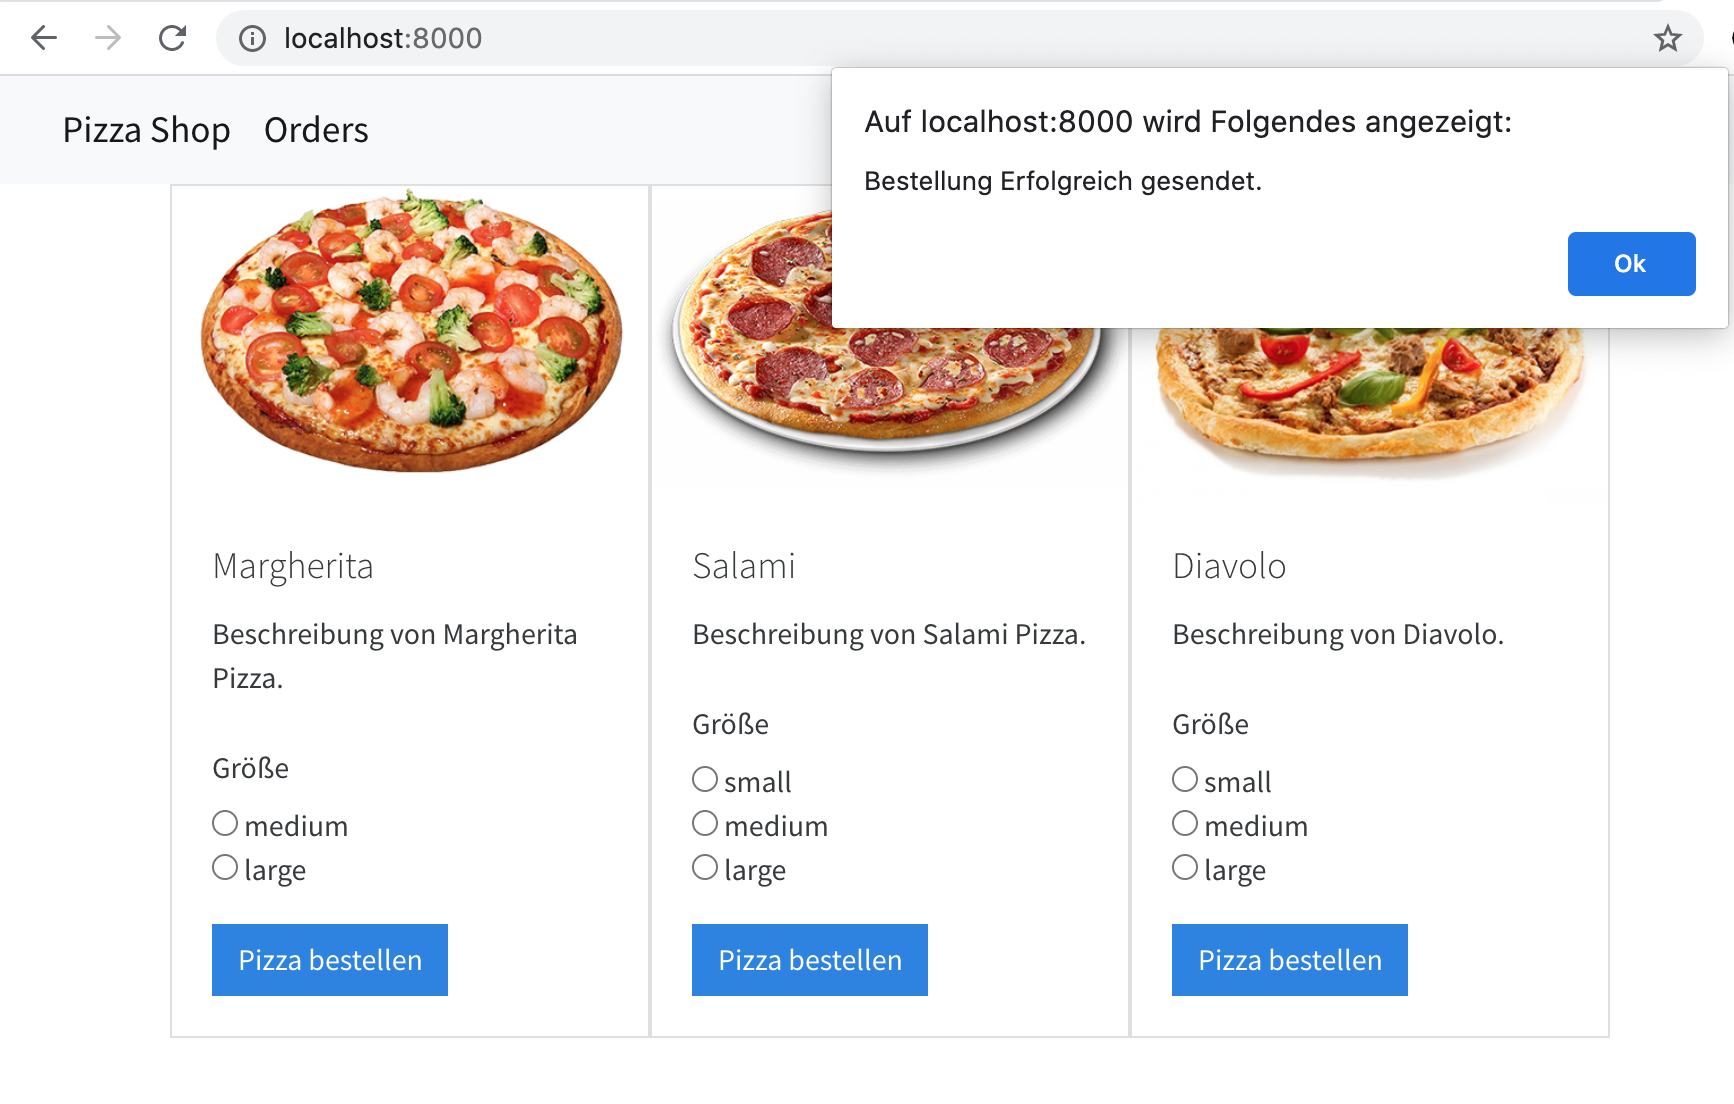 localhost:8000
Pizza Shop Orders
Auf localhost:8000 wird Folgendes angezeigt:
Bestellung Erfolgreich gesendet.
Ok
Margherita
Beschreibung von Margherita
Pizza.
Größe
medium
large
Pizza bestellen
Salami
Beschreibung von Salami Pizza.
Größe
small
medium
large
Pizza bestellen
Diavolo
Beschreibung von Diavolo.
Größe
small
medium
large
Pizza bestellen